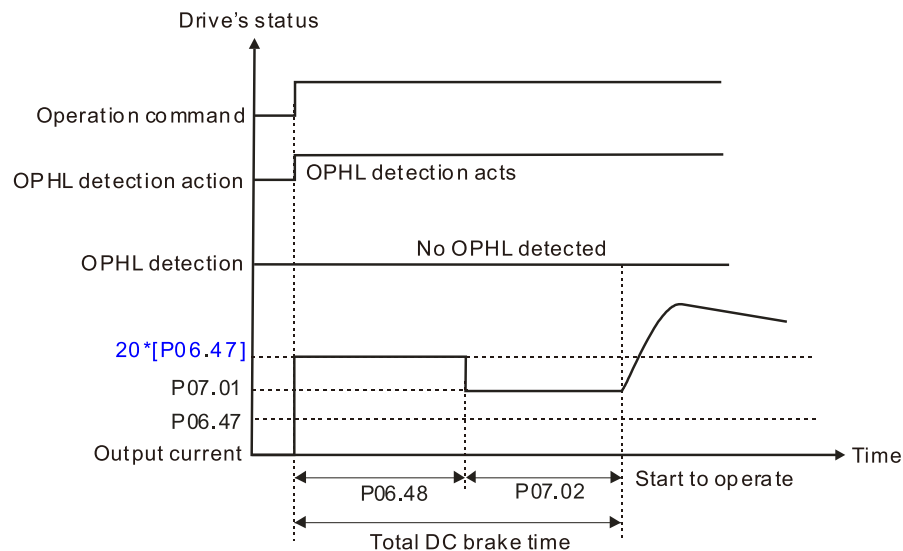 Drive's status
Operation command
OPHL detection action
OPHL detection acts
No OPHL detected
OPHL detection
20*[P06.47]
P07.01
P06.47
Output current
Time
P06.48
P07.02
Start to operate
Total DC brake time